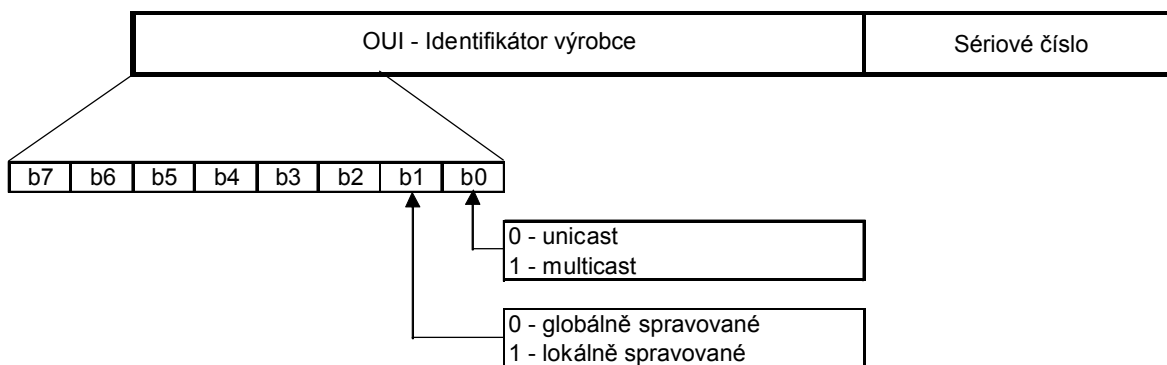 OUI - Identifikátor výrobce
Sériové číslo
b7 b6 b5 b4 b3 b2 b1 b0
0 - unicast
1 - multicast
0 - globálně spravované
1 - lokálně spravované